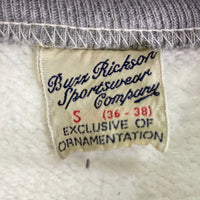 Buzz Rickson
Sportswear
Company
S (36 - 38)
EXCLUSIVE OF
ORNAMENTATION